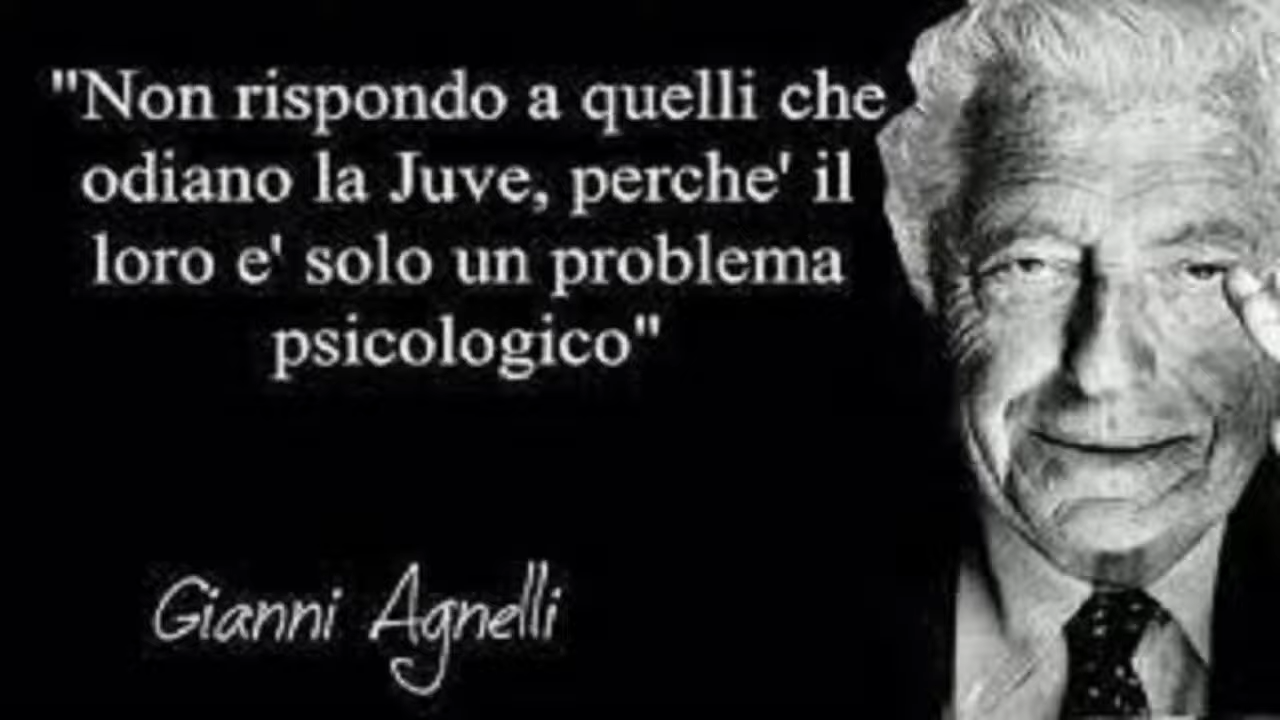 "Non rispondo a quelli che
odiano la Juve, perche' il
loro e' solo un problema
psicologico"
Gianni Agnelli